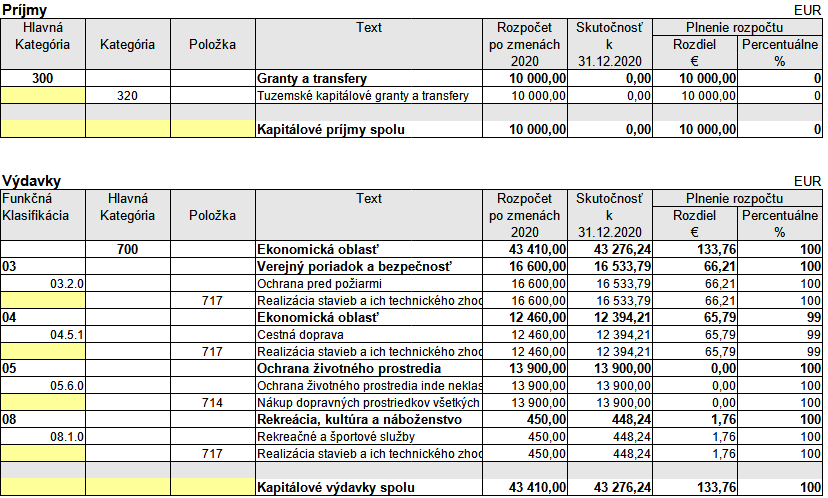 Príjmy EUR
Hlavná Kategória Kategória Položka Text Rozpočet po zmenách 2020 Skutočnosť k 31.12.2020 Plnenie rozpočtu
Rozdiel € Percentuálne %
300 Granty a transfery 10 000,00 0,00 10 000,00 0
320 Tuzemské kapitálové granty a transfery 10 000,00 0,00 10 000,00 0
Kapitálové príjmy spolu 10 000,00 0,00 10 000,00 0
Výdavky EUR
Funkčná Klasifikácia Hlavná Kategória Položka Text Rozpočet po zmenách 2020 Skutočnosť k 31.12.2020 Plnenie rozpočtu
Rozdiel € Percentuálne %
700 Ekonomická oblasť 43 410,00 43 276,24 133,76 100
03 Verejný poriadok a bezpečnosť 16 600,00 16 533,79 66,21 100
03.2.0 Ochrana pred požiarmi 16 600,00 16 533,79 66,21 100
717 Realizácia stavieb a ich technického zhod 16 600,00 16 533,79 66,21 100
04 Ekonomická oblasť 12 460,00 12 394,21 65,79 99
04.5.1 Cestná doprava 12 460,00 12 394,21 65,79 99
717 Realizácia stavieb a ich technického zhod 12 460,00 12 394,21 65,79 99
05 Ochrana životného prostredia 13 900,00 13 900,00 0,00 100
05.6.0 Ochrana životného prostredia inde neklas 13 900,00 13 900,00 0,00 100
714 Nákup dopravných prostriedkov všetkých 13 900,00 13 900,00 0,00 100
08 Rekreácia, kultúra a náboženstvo 450,00 448,24 1,76 100
08.1.0 Rekreačné a športové služby 450,00 448,24 1,76 100
717 Realizácia stavieb a ich technického zhod 450,00 448,24 1,76 100
Kapitálové výdavky spolu 43 410,00 43 276,24 133,76 100